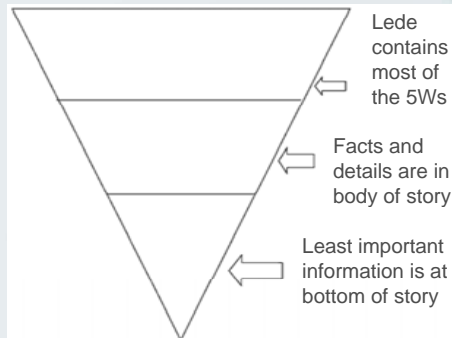 Lede
contains
most of
the 5Ws
Facts and
details are in
body of story
Least important
information is at
bottom of story